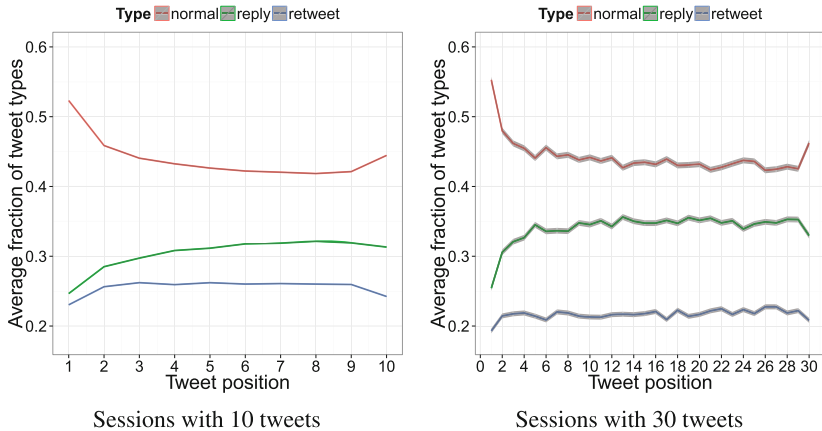 Type normal reply retweet
Average fraction of tweet types
0.6
0.5
0.4
0.3
0.2
1 2 3 4 5 6 7 8 9 10
Tweet position
Sessions with 10 tweets
Type normal reply retweet
Average fraction of tweet types
0.6
0.5
0.4
0.3
0.2
0 2 4 6 8 10 12 14 16 18 20 22 24 26 28 30
Tweet position
Sessions with 30 tweets